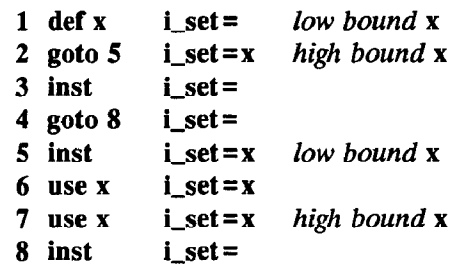 1 def x i_set= low bound x
2 goto 5 i_set=x high bound x
3 inst i_set=
4 goto 8 i_set=
5 inst i_set=x low bound x
6 use x i_set=x
7 use x i_set=x high bound x
8 inst i_set=